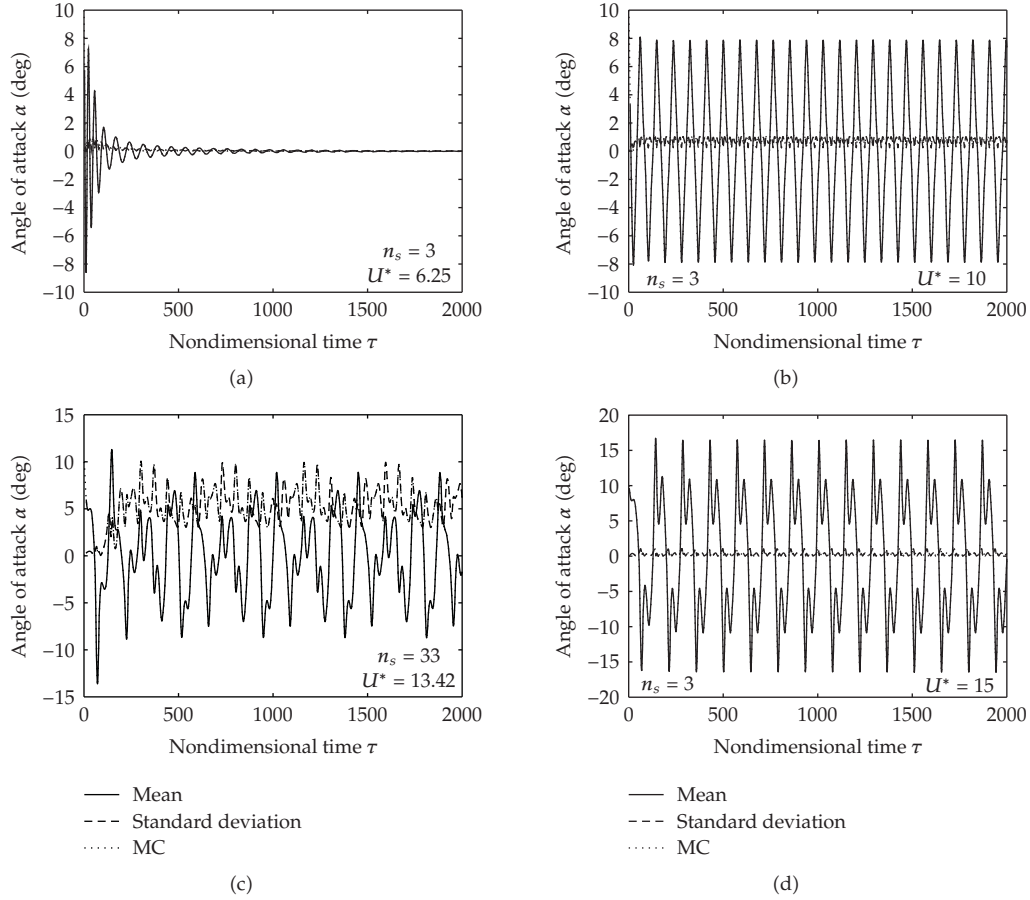 10
8
6
4
2
0
−2
−4
−6
−8
−10
Angle of attack α (deg)
n_s = 3
U* = 6.25
0 500 1000 1500 2000
Nondimensional time τ
(a)
10
8
6
4
2
0
−2
−4
−6
−8
−10
Angle of attack α (deg)
n_s = 3 U* = 10
0 500 1000 1500 2000
Nondimensional time τ
(b)
15
10
5
0
−5
−10
−15
Angle of attack α (deg)
n_s = 33
U* = 13.42
0 500 1000 1500 2000
Nondimensional time τ
Mean
Standard deviation
MC
(c)
20
15
10
5
0
−5
−10
−15
−20
Angle of attack α (deg)
n_s = 3 U* = 15
0 500 1000 1500 2000
Nondimensional time τ
Mean
Standard deviation
MC
(d)